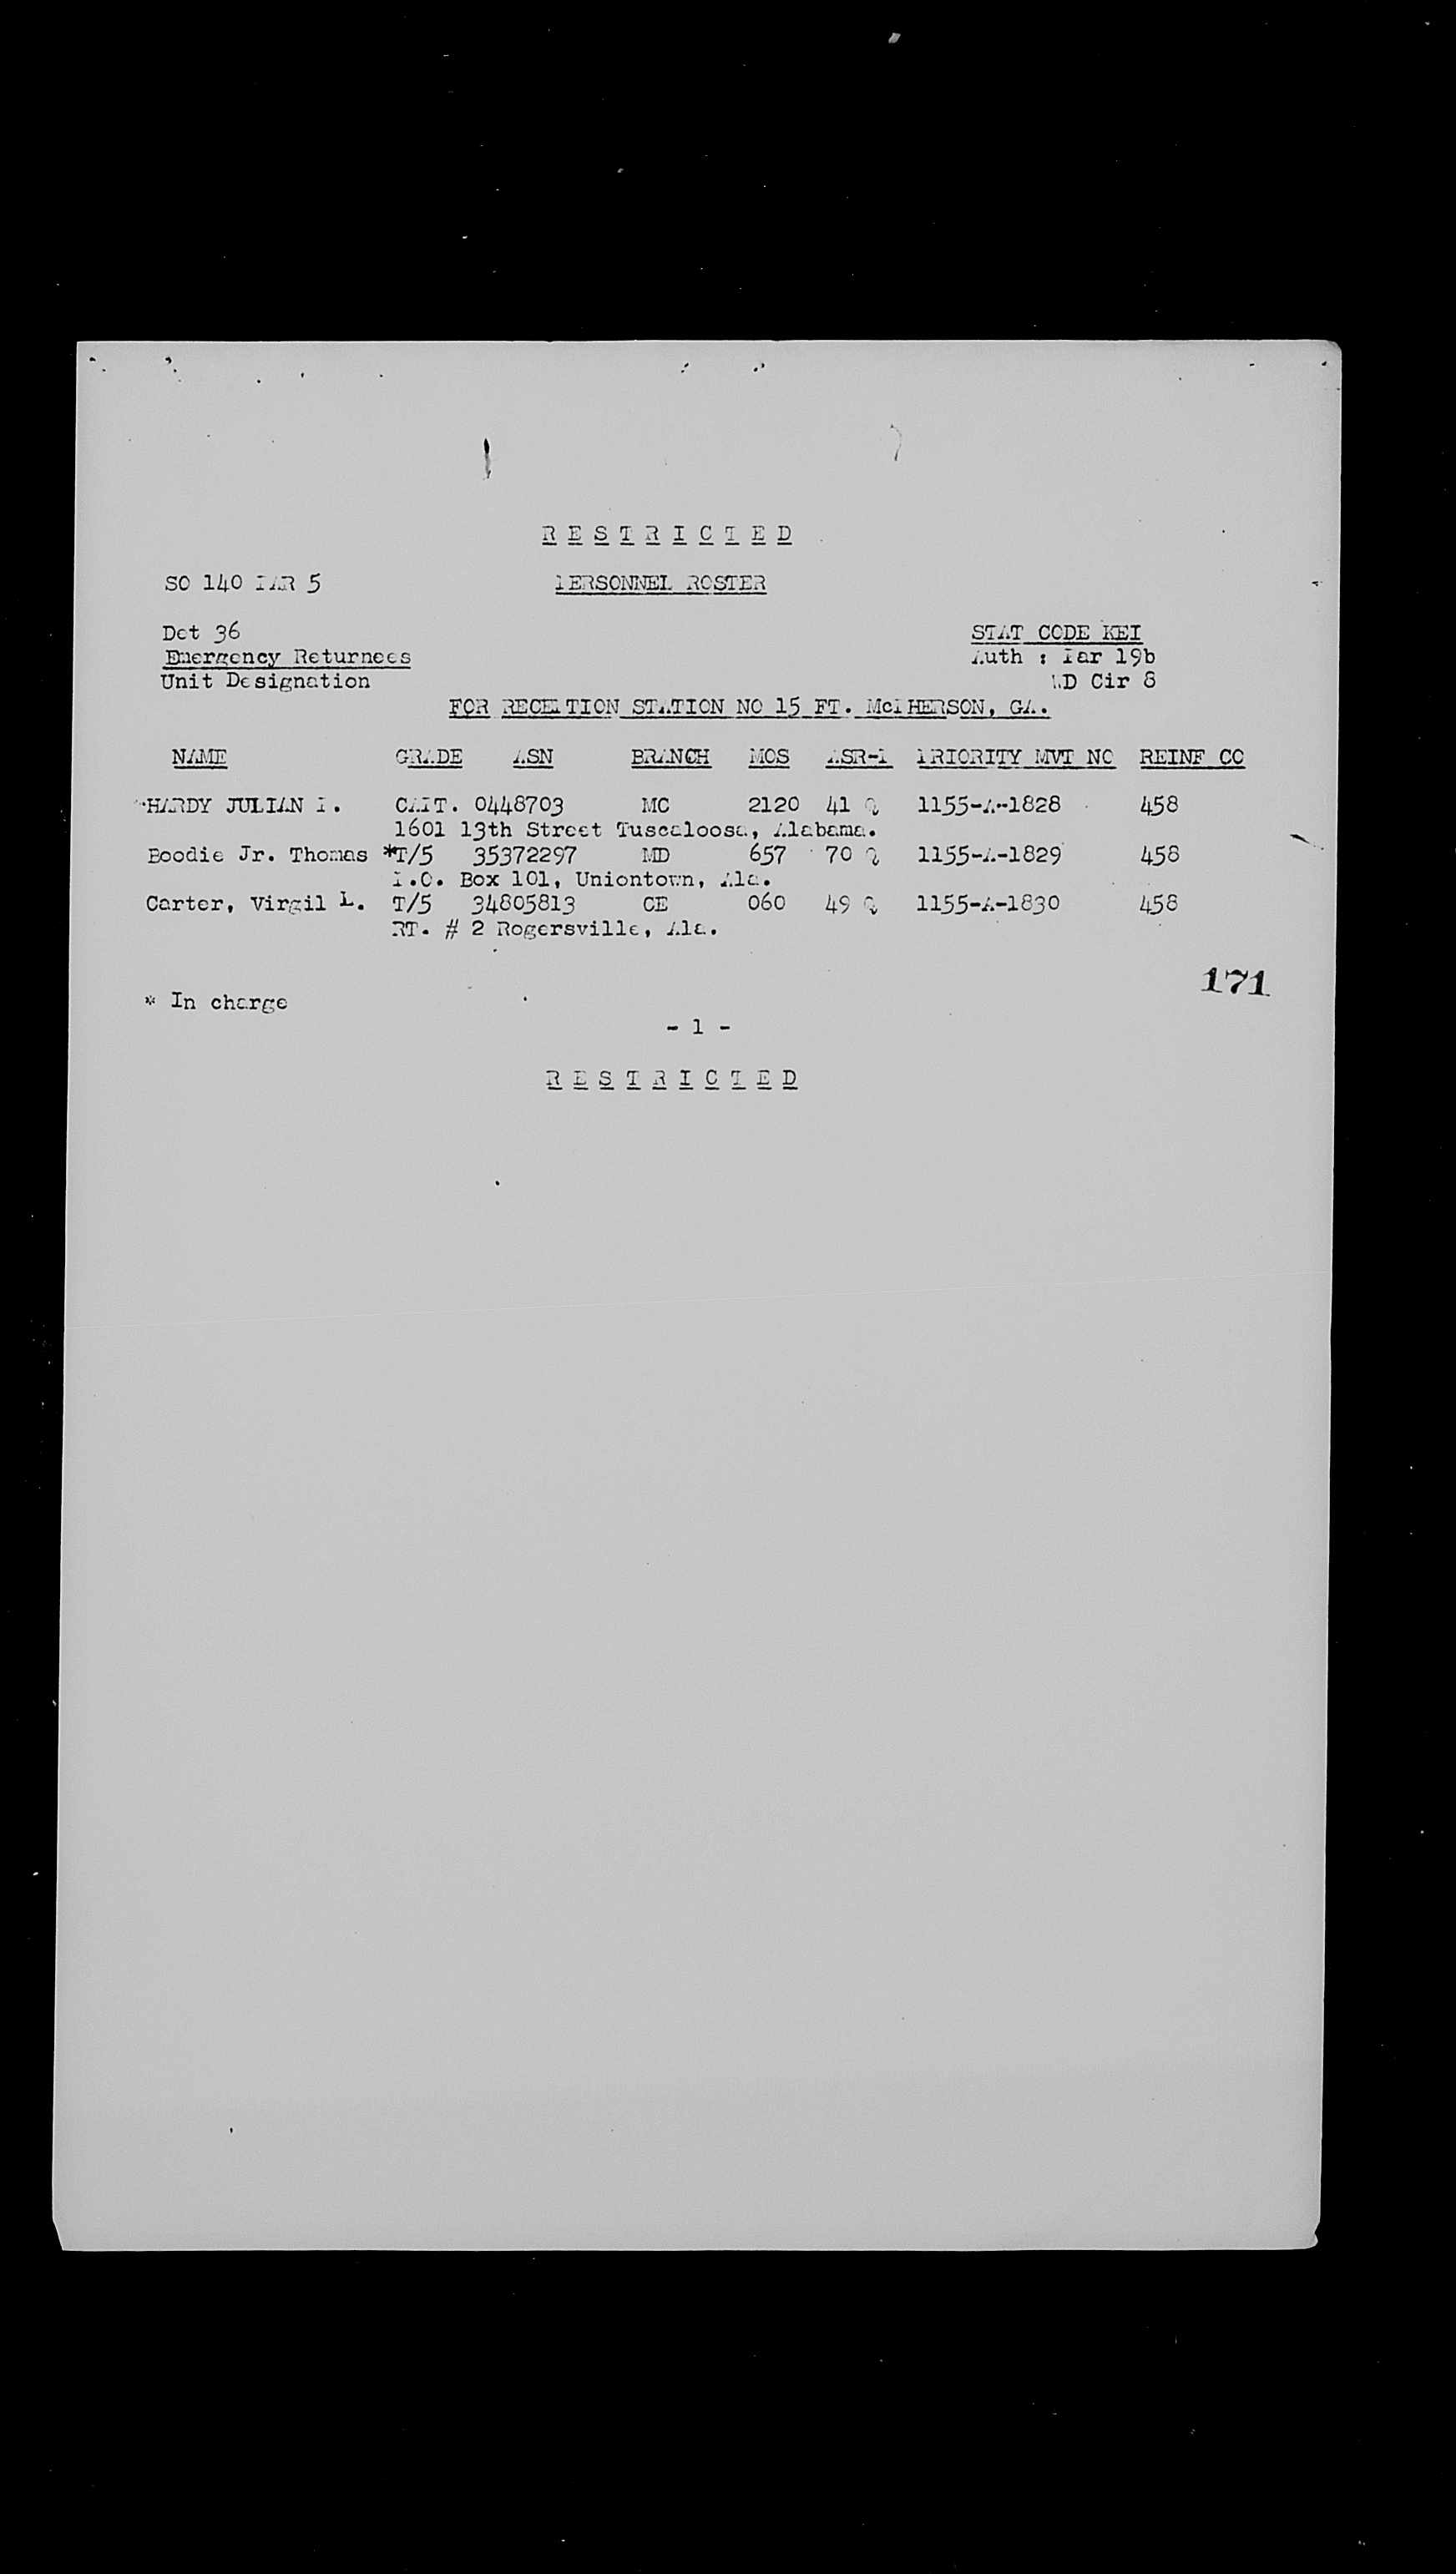 R E S T R I C T E D
SO 140 PAR 5 PERSONNEL ROSTER
Det 36 STAT CODE KEI
Emergency Returnees Auth : Par 19b
Unit Designation WD Cir 8
FOR RECEPTION STATION NO 15 FT. McPHERSON, GA.
NAME GRADE ASN BRANCH MOS ASR-1 PRIORITY MVT NO REINF CO
HARDY JULIAN P. CAPT. 0448703 MC 2120 41 Q 1155-A-1828 458
1601 13th Street Tuscaloosa, Alabama.
Boodie Jr. Thomas *T/5 35372297 MD 657 70 Q 1155-A-1829 458
P.O. Box 101, Uniontown, Ala.
Carter, Virgil L. T/5 34805813 CE 060 49 Q 1155-A-1830 458
RT. # 2 Rogersville, Ala.
171
* In charge
- 1 -
R E S T R I C T E D